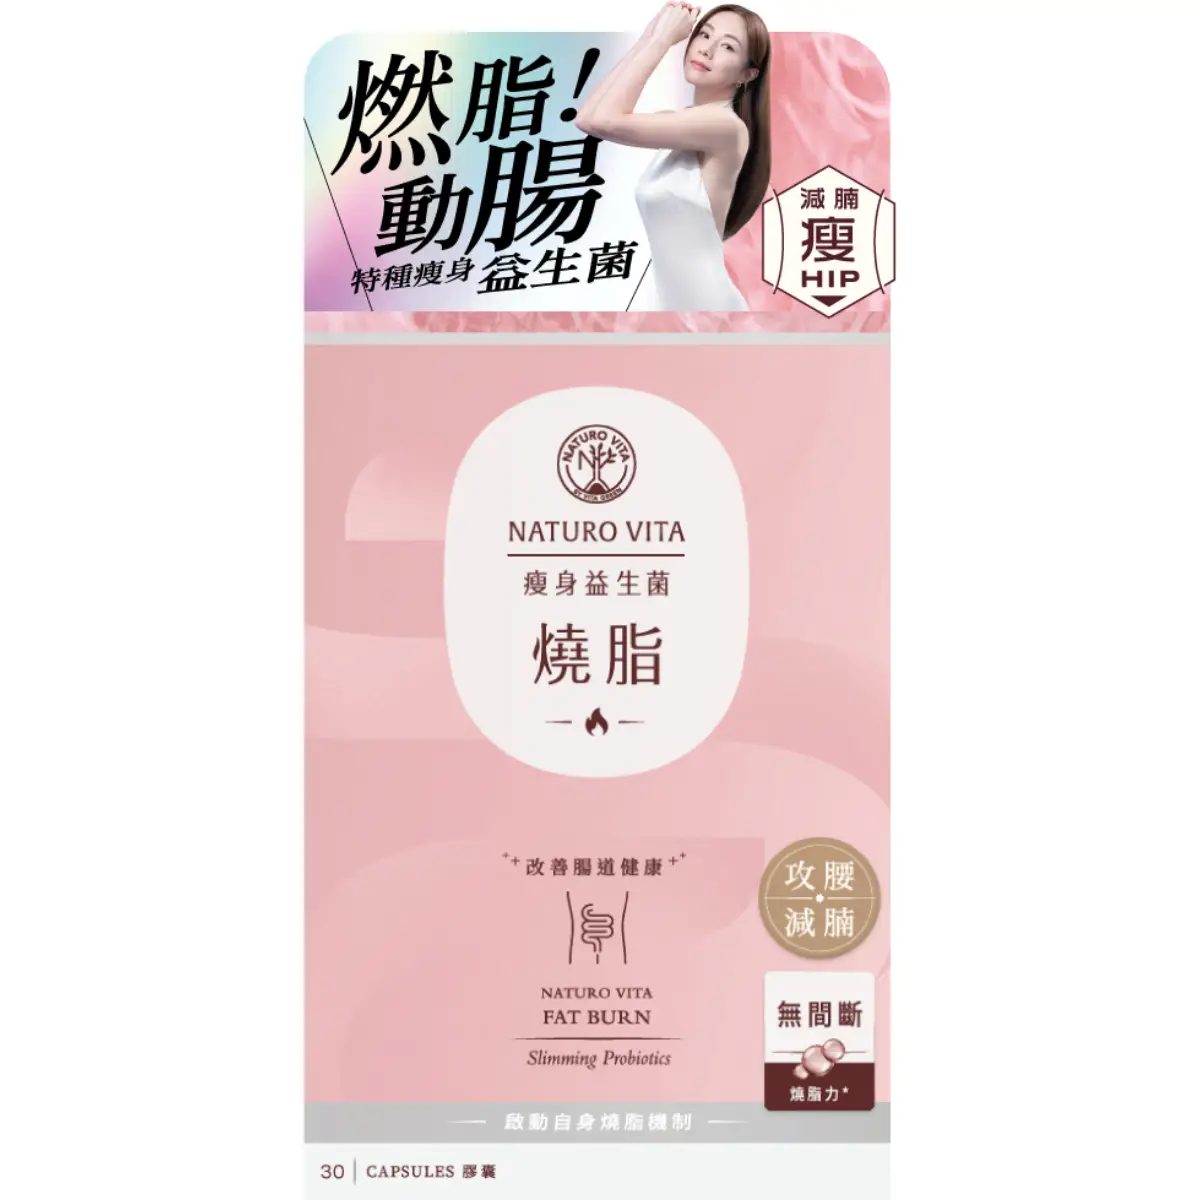 燃脂!
動腸
特種瘦身益生菌
減腩
瘦
HIP
NATURO VITA
BY VITA GREEN
NATURO VITA
瘦身益生菌
燒脂
改善腸道健康
NATURO VITA
FAT BURN
Slimming Probiotics
攻腰
減腩
無間斷
燒脂力*
啟動自身燒脂機制
30 CAPSULES 膠囊